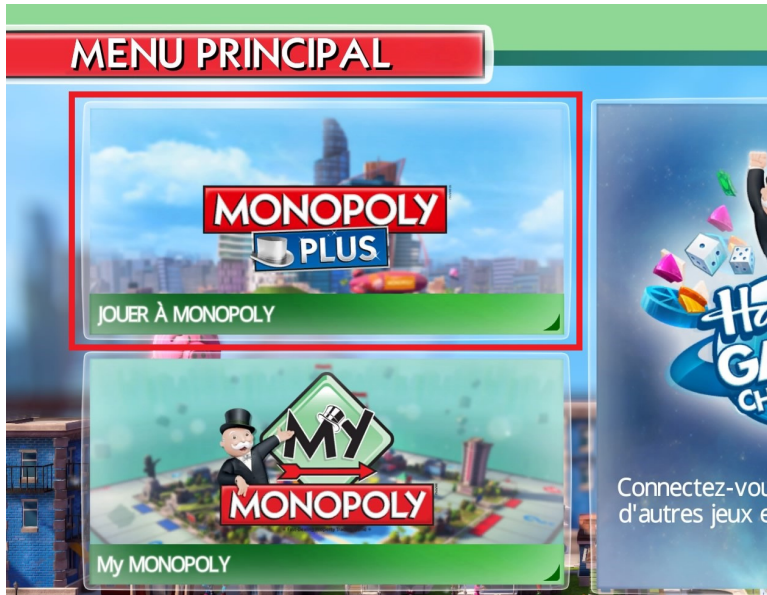 MENU PRINCIPAL
MONOPOLY
PLUS
JOUER À MONOPOLY
MY
MONOPOLY
My MONOPOLY
Connectez-vou
d'autres jeux e